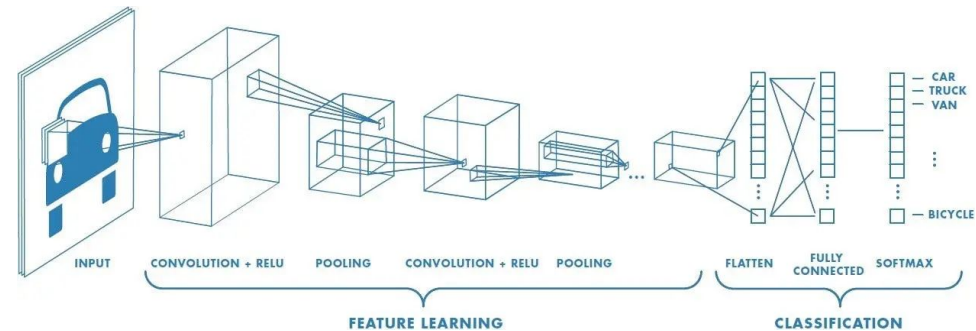 CAR
TRUCK
VAN
BICYCLE
INPUT
CONVOLUTION + RELU
POOLING
CONVOLUTION + RELU
POOLING
FLATTEN
FULLY
CONNECTED
SOFTMAX
FEATURE LEARNING
CLASSIFICATION